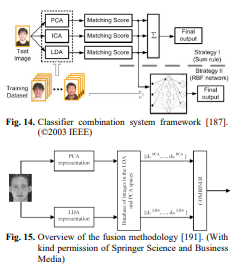 PCA
Matching Score
ICA
Matching Score
Σ
Final
output
LDA
Matching Score
Test
Image
Strategy I
(Sum rule)
Strategy II
(RBF network)
Final
output
Training
Dataset
Fig. 14. Classifier combination system framework [187].
(©2003 IEEE)
PCA
representation
LDA
representation
Database of images in the LDA
and PCA spaces
COMBINER
Fig. 15. Overview of the fusion methodology [191]. (With
kind permission of Springer Science and Business
Media)